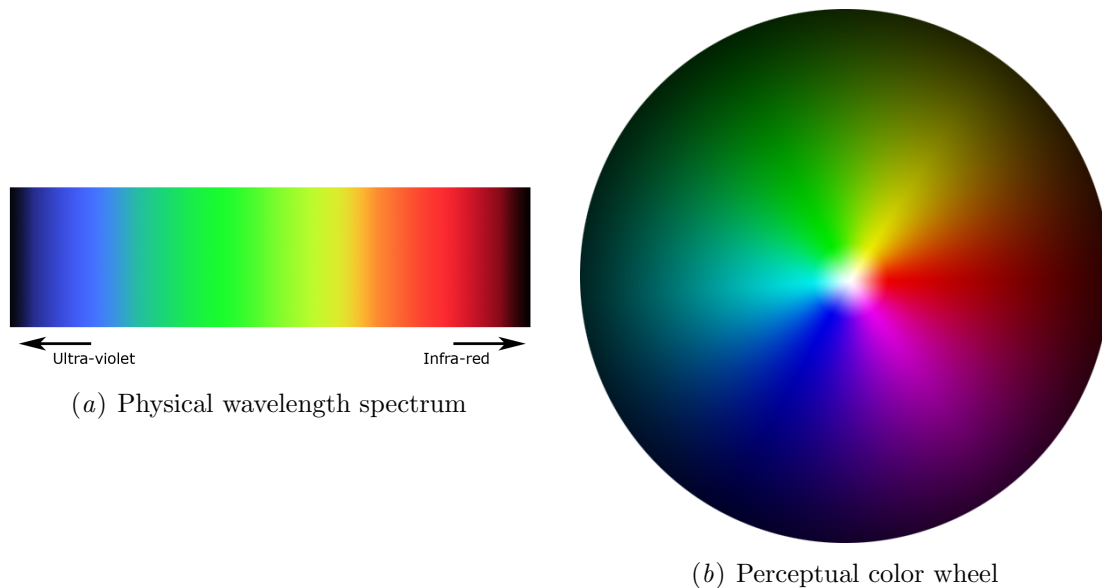 Ultra-violet
Infra-red
(a) Physical wavelength spectrum
(b) Perceptual color wheel